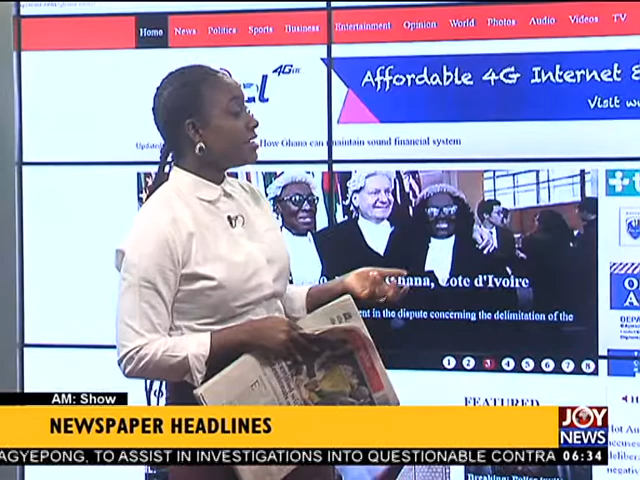 Home News Politics Sports Business Entertainment Opinion World Photos Audio Videos TV
4G LTE
Affordable 4G Internet &
Visit
How Ghana can maintain sound financial system
Cote d'Ivoire
in the dispute concerning the delimitation of the
1 2 3 4 5 6 7 8
FEATURED
AM: Show
NEWSPAPER HEADLINES
JOY
NEWS
AGYEPONG, TO ASSIST IN INVESTIGATIONS INTO QUESTIONABLE CONTRA
06:34